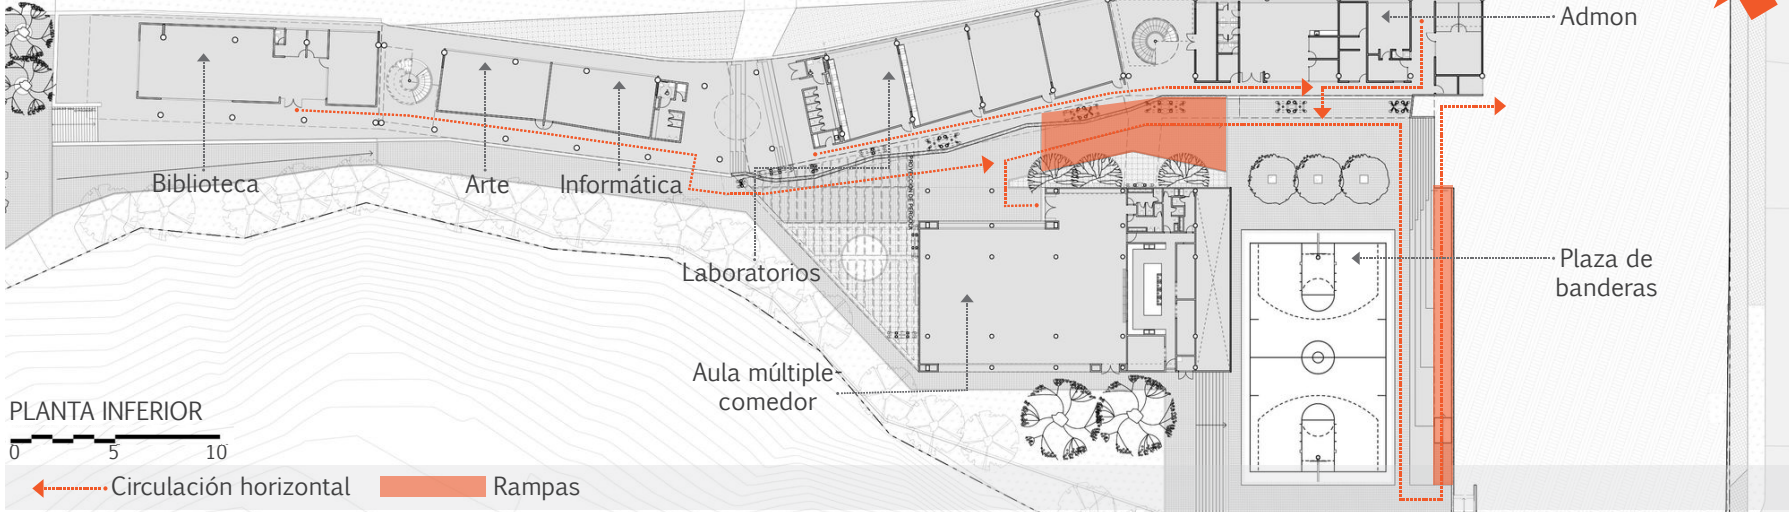 Admon
Biblioteca
Arte
Informática
Laboratorios
Plaza de
banderas
Aula múltiple-
comedor
PLANTA INFERIOR
0 5 10
Circulación horizontal
Rampas